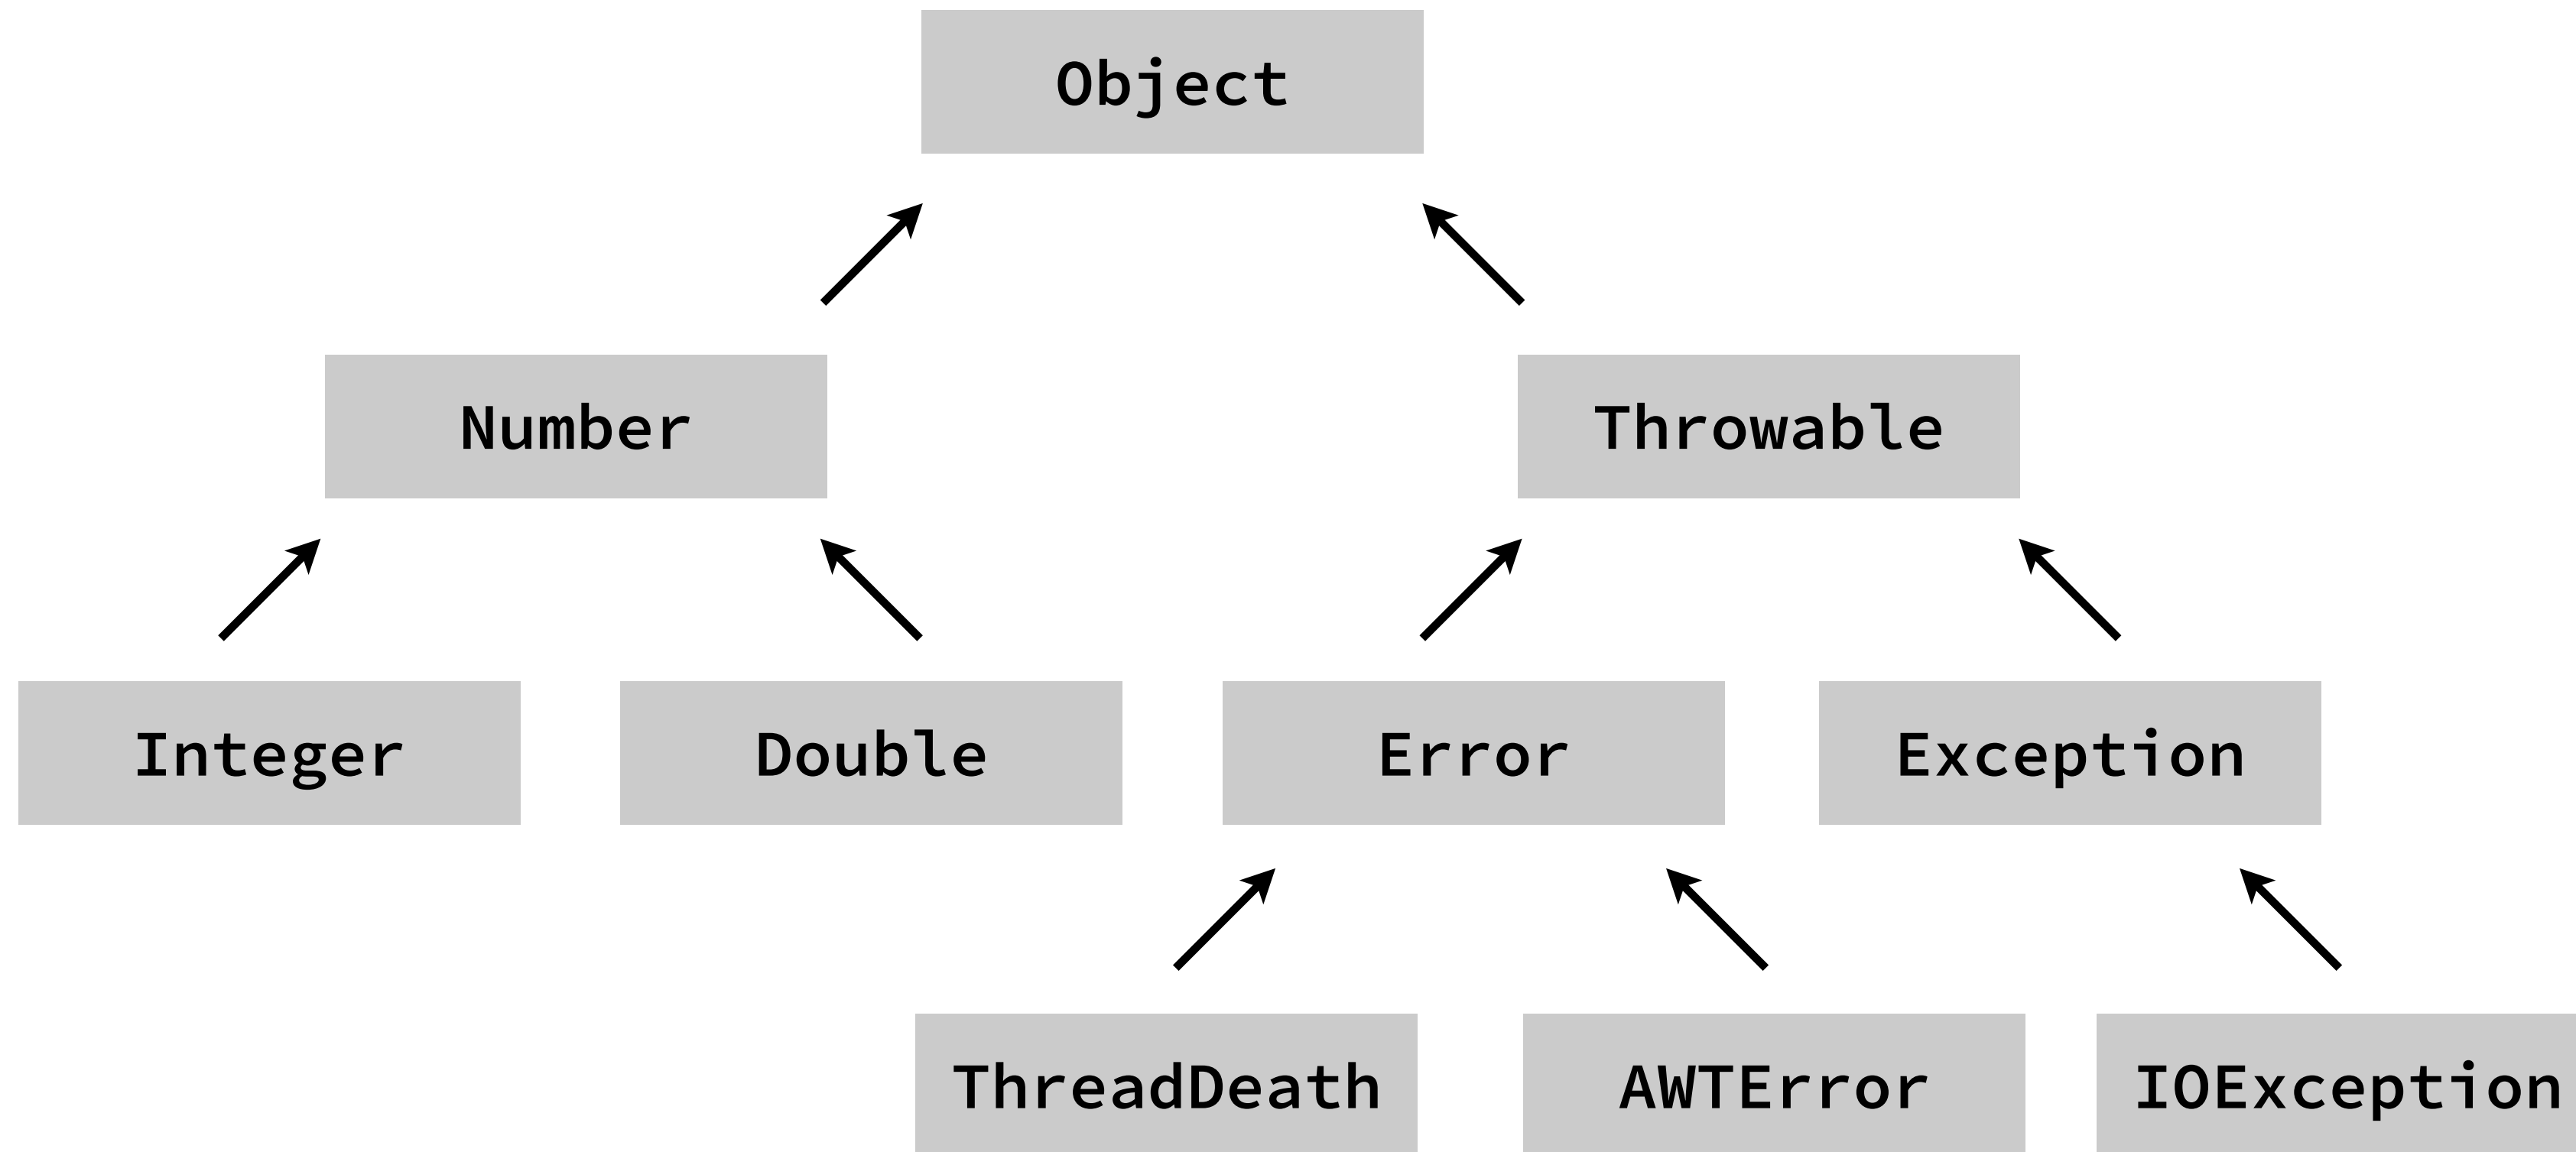 Object
Number
Throwable
Integer
Double
Error
Exception
ThreadDeath
AWTError
IOException